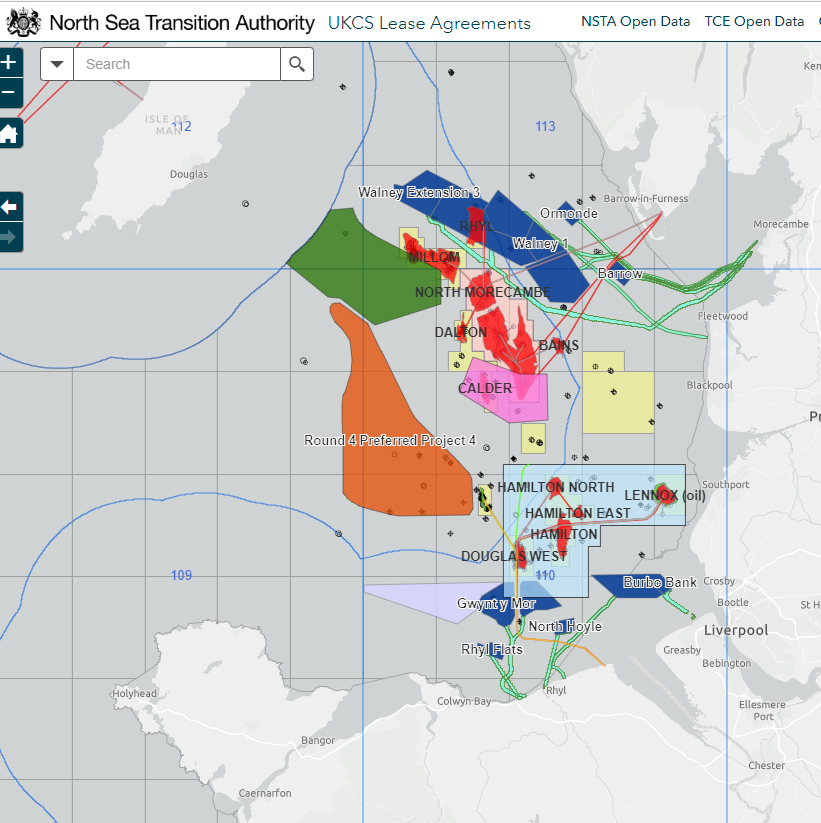 North Sea Transition Authority UKCS Lease Agreements NSTA Open Data TCE Open Data
Search
Ken
113
ISLE OF
MAN
112
Douglas
Walney Extension 3
Barrow-in-Furness
Ormonde
RHYL
Morecambe
Walney 1
MILLOM
Barrow
NORTH MORECAMBE
Fleetwood
DALTON
BAINS
CALDER
Blackpool
Pr
Round 4 Preferred Project 4
HAMILTON NORTH
Southport
LENNOX (oil)
HAMILTON EAST
HAMILTON
DOUGLAS WEST
109
110
Burbo Bank
Crosby
Gwynt y Mor
Bootle
St H
North Hoyle
Liverpool
Rhyl Flats
Greasby
Bebington
Holyhead
Rhyl
Colwyn Bay
Ellesmere
Port
Bangor
Chester
Caernarfon